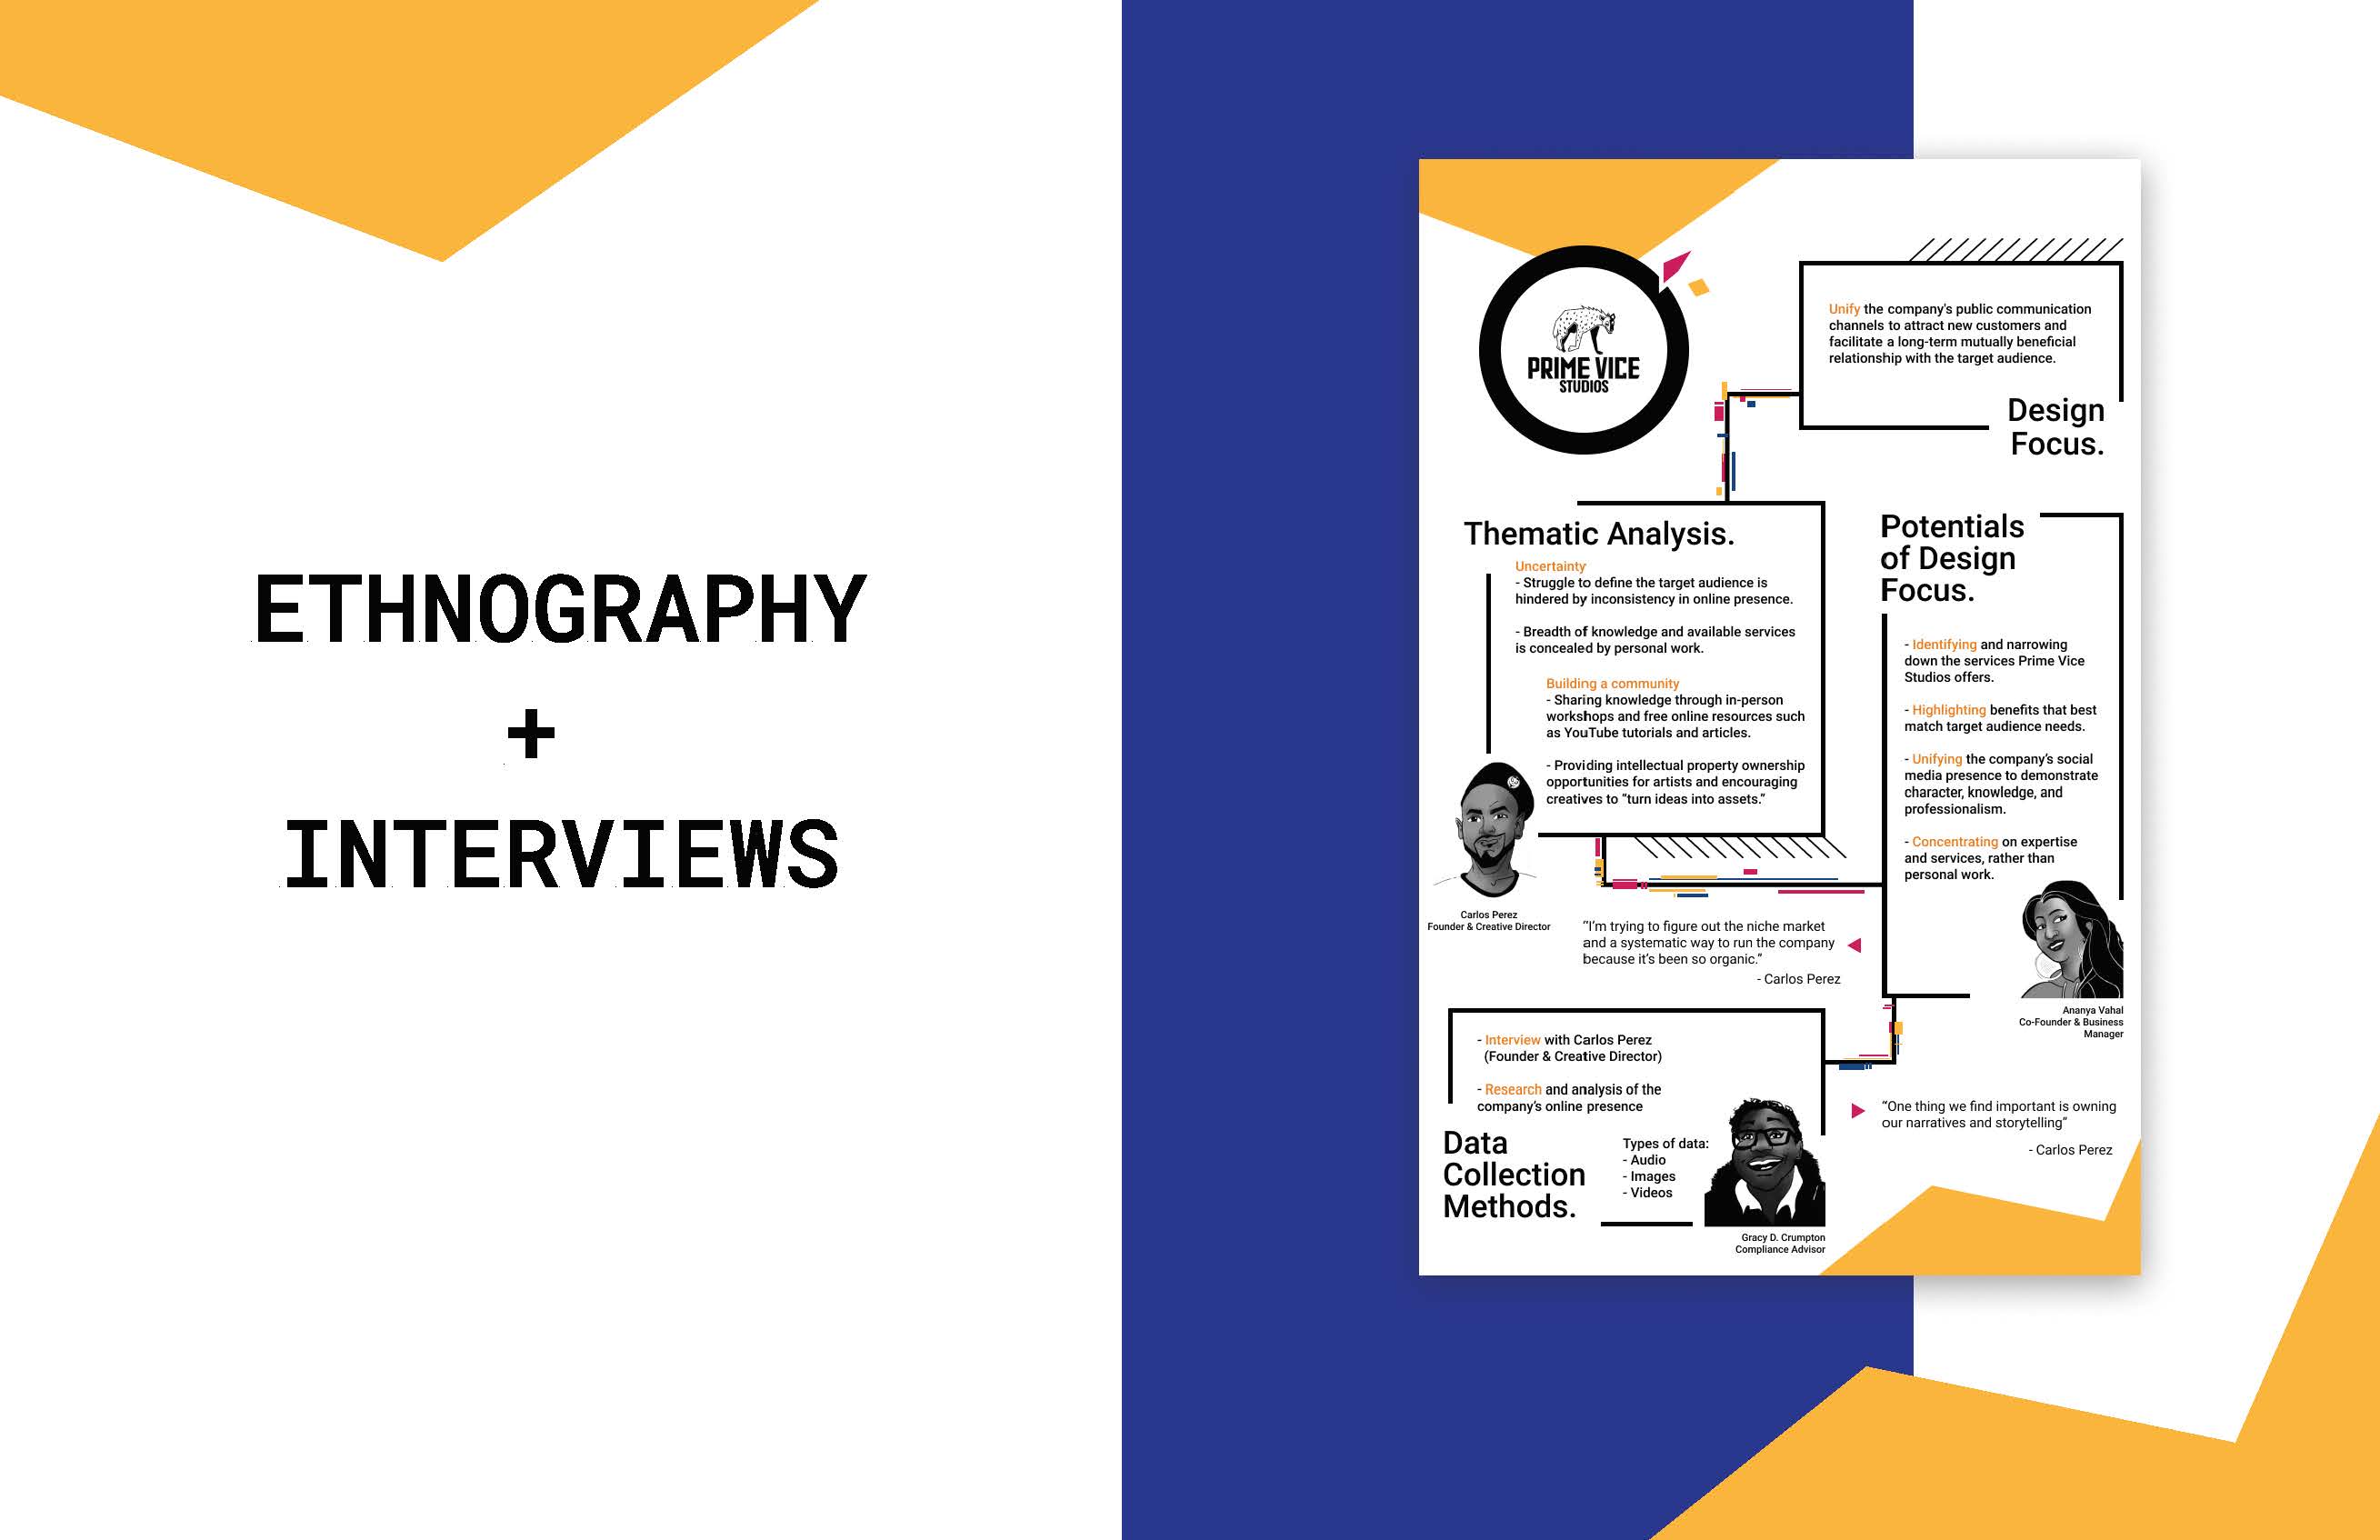 ETHNOGRAPHY
+
INTERVIEWS
PRIME VICE
STUDIOS
Unify the company's public communication
channels to attract new customers and
facilitate a long-term mutually beneficial
relationship with the target audience.
Design
Focus.
Thematic Analysis.
Uncertainty
- Struggle to define the target audience is
hindered by inconsistency in online presence.
- Breadth of knowledge and available services
is concealed by personal work.
Building a community
- Sharing knowledge through in-person
workshops and free online resources such
as YouTube tutorials and articles.
- Providing intellectual property ownership
opportunities for artists and encouraging
creatives to “turn ideas into assets.”
Carlos Perez
Founder & Creative Director
Potentials
of Design
Focus.
- Identifying and narrowing
down the services Prime Vice
Studios offers.
- Highlighting benefits that best
match target audience needs.
- Unifying the company’s social
media presence to demonstrate
character, knowledge, and
professionalism.
- Concentrating on expertise
and services, rather than
personal work.
Ananya Vahal
Co-Founder & Business
Manager
“I’m trying to figure out the niche market
and a systematic way to run the company
because it’s been so organic.”
- Carlos Perez
- Interview with Carlos Perez
(Founder & Creative Director)
- Research and analysis of the
company’s online presence
Data
Collection
Methods.
Types of data:
- Audio
- Images
- Videos
Gracy D. Crumpton
Compliance Advisor
“One thing we find important is owning
our narratives and storytelling”
- Carlos Perez